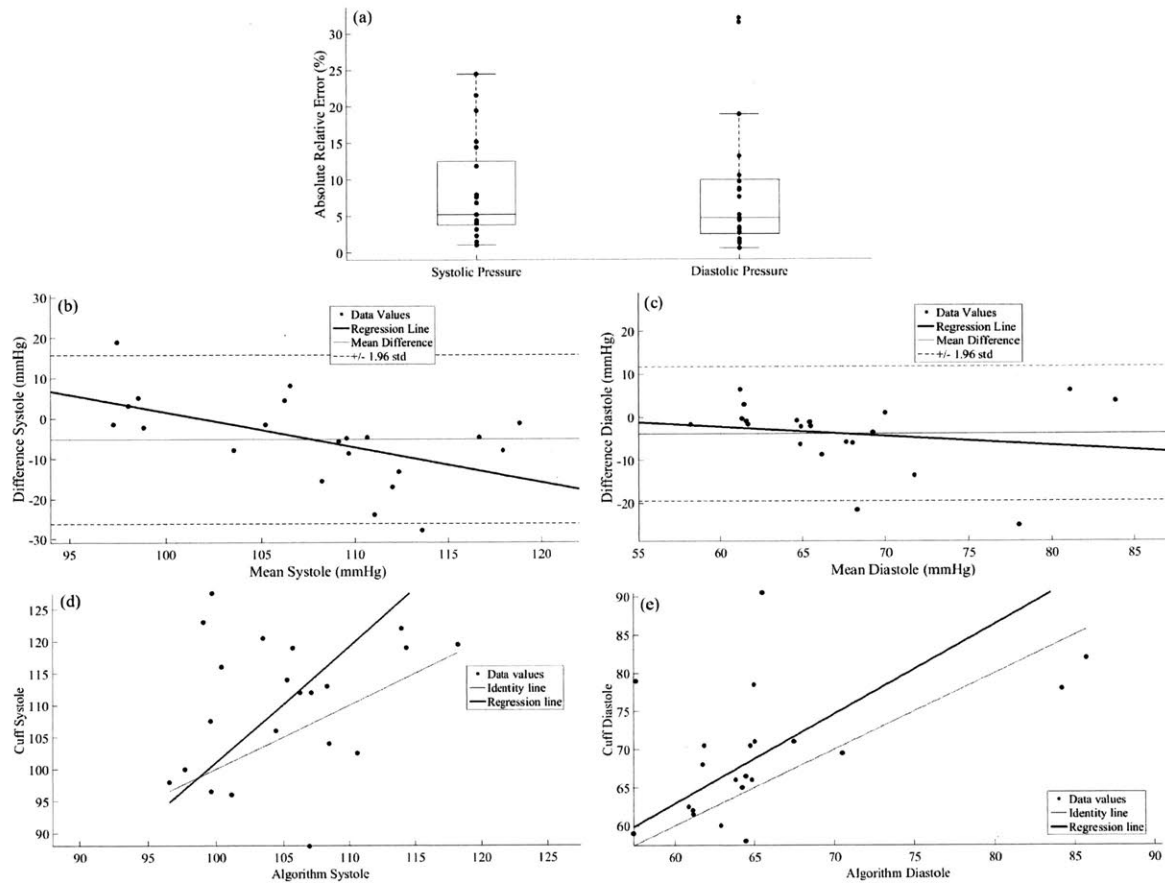 (a)
Absolute Relative Error (%)
30
25
20
15
10
5
0
Systolic Pressure
Diastolic Pressure
(b)
Difference Systole (mmHg)
30
20
10
0
-10
-20
-30
95
100
105
110
115
120
Mean Systole (mmHg)
Data Values
Regression Line
Mean Difference
+/- 1.96 std
(c)
Difference Diastole (mmHg)
20
10
0
-10
-20
55
60
65
70
75
80
85
Mean Diastole (mmHg)
Data Values
Regression Line
Mean Difference
+/- 1.96 std
(d)
Cuff Systole
125
120
115
110
105
100
95
90
90
95
100
105
110
115
120
125
Algorithm Systole
Data values
Identity line
Regression line
(e)
Cuff Diastole
90
85
80
75
70
65
60
60
65
70
75
80
85
90
Algorithm Diastole
Data values
Identity line
Regression line